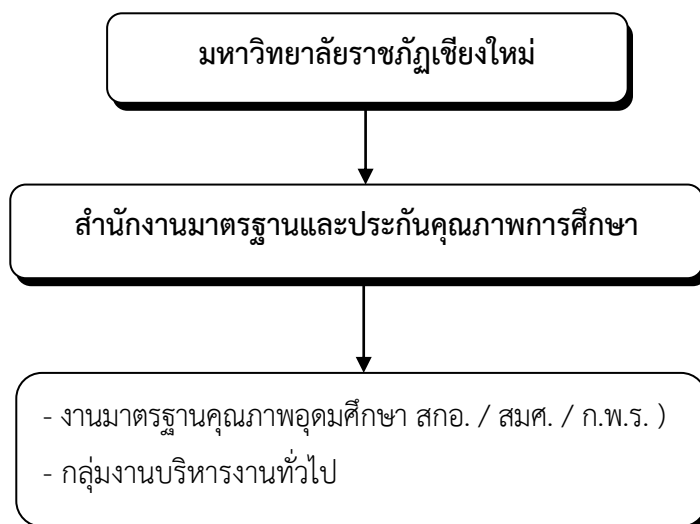 มหาวิทยาลัยราชภัฏเชียงใหม่
สำนักงานมาตรฐานและประกันคุณภาพการศึกษา
- งานมาตรฐานคุณภาพอุดมศึกษา สกอ. / สมศ. / ก.พ.ร. )
- กลุ่มงานบริหารงานทั่วไป